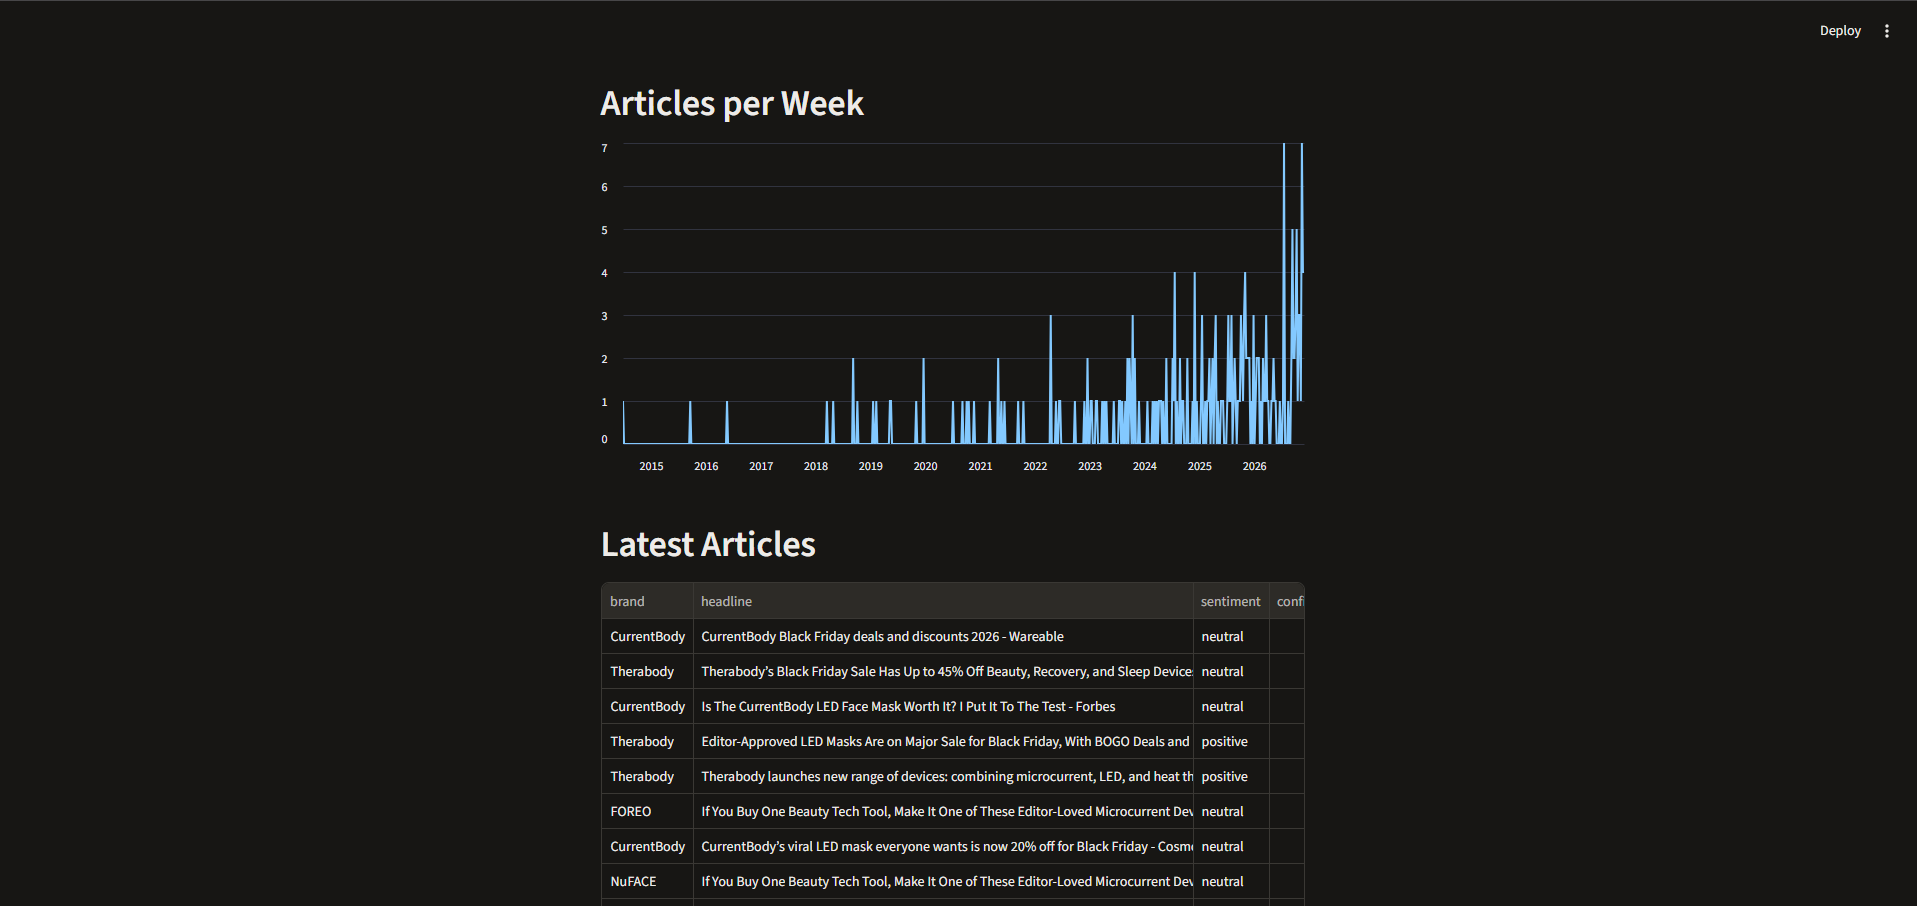 Deploy
Articles per Week
7
6
5
4
3
2
1
0
2015 2016 2017 2018 2019 2020 2021 2022 2023 2024 2025 2026
Latest Articles
brand headline sentiment confi
CurrentBody CurrentBody Black Friday deals and discounts 2026 - Wareable neutral
Therabody Therabody’s Black Friday Sale Has Up to 45% Off Beauty, Recovery, and Sleep Devices neutral
CurrentBody Is The CurrentBody LED Face Mask Worth It? I Put It To The Test - Forbes neutral
Therabody Editor-Approved LED Masks Are on Major Sale for Black Friday, With BOGO Deals and positive
Therabody Therabody launches new range of devices: combining microcurrent, LED, and heat th positive
FOREO If You Buy One Beauty Tech Tool, Make It One of These Editor-Loved Microcurrent Dev neutral
CurrentBody CurrentBody’s viral LED mask everyone wants is now 20% off for Black Friday - Cosmo neutral
NuFACE If You Buy One Beauty Tech Tool, Make It One of These Editor-Loved Microcurrent Dev neutral